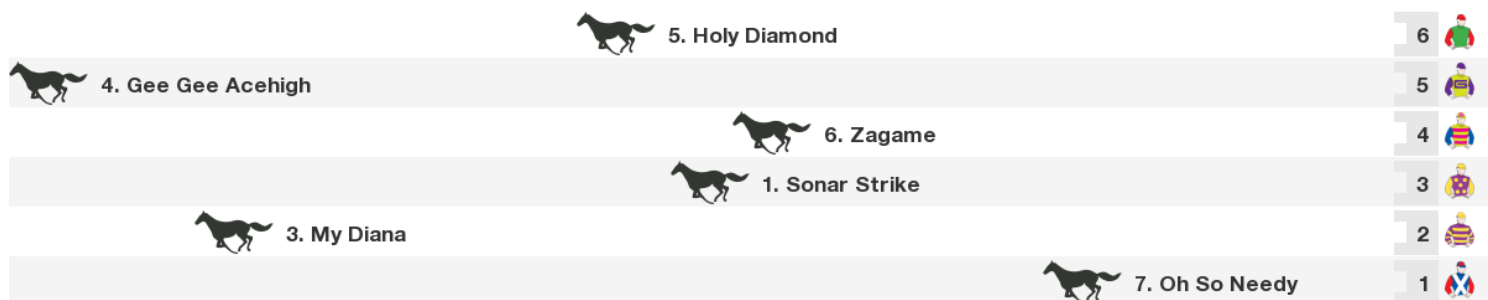 5. Holy Diamond 6
4. Gee Gee Acehigh 5
6. Zagame 4
1. Sonar Strike 3
3. My Diana 2
7. Oh So Needy 1